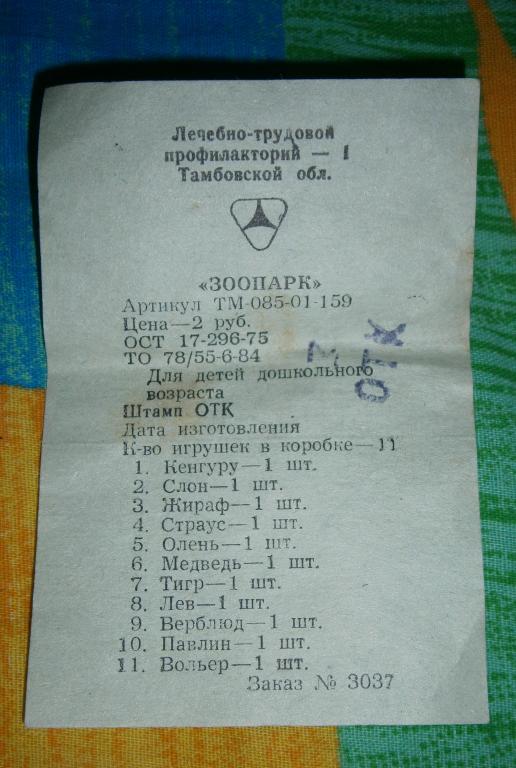 Лечебно-трудовой
профилакторий — 1
Тамбовской обл.
«ЗООПАРК»
Артикул ТМ-085-01-159
Цена—2 руб.
ОСТ 17-296-75
ТО 78/55-6-84
Для детей дошкольного
возраста
Штамп ОТК
ОТК
Дата изготовления
К-во игрушек в коробке—11
1. Кенгуру—1 шт.
2. Слон—1 шт.
3. Жираф—1 шт.
4. Страус—1 шт.
5. Олень—1 шт.
6. Медведь—1 шт.
7. Тигр—1 шт.
8. Лев—1 шт.
9. Верблюд—1 шт.
10. Павлин—1 шт.
11. Вольер—1 шт.
Заказ № 3037